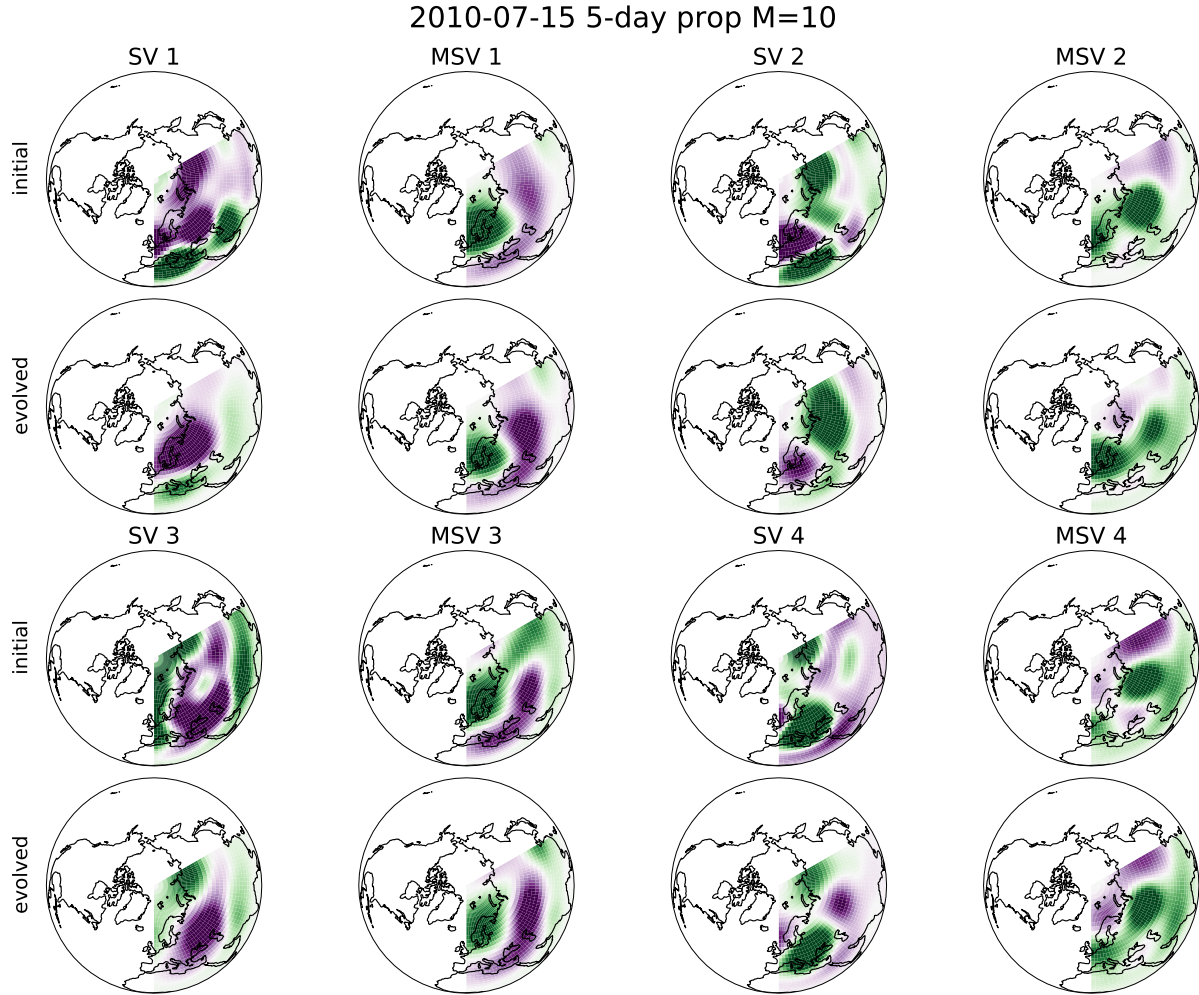 2010-07-15 5-day prop M=10
SV 1
MSV 1
SV 2
MSV 2
initial
evolved
SV 3
MSV 3
SV 4
MSV 4
initial
evolved